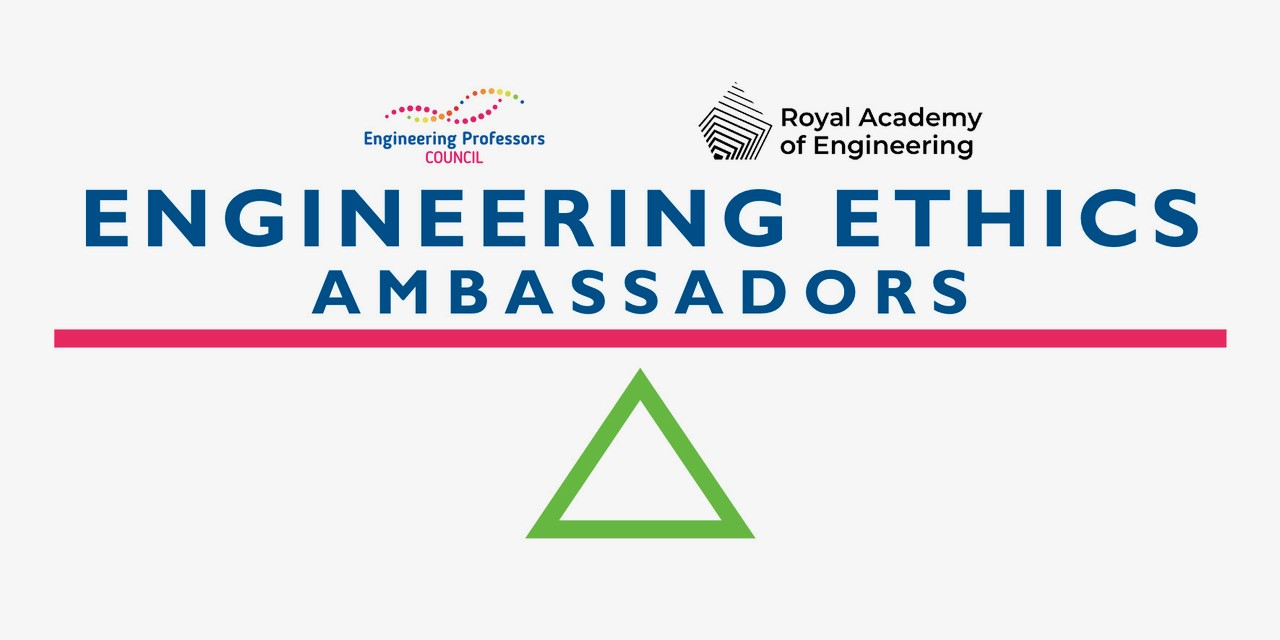 Engineering Professors
COUNCIL
Royal Academy
of Engineering
ENGINEERING ETHICS
AMBASSADORS